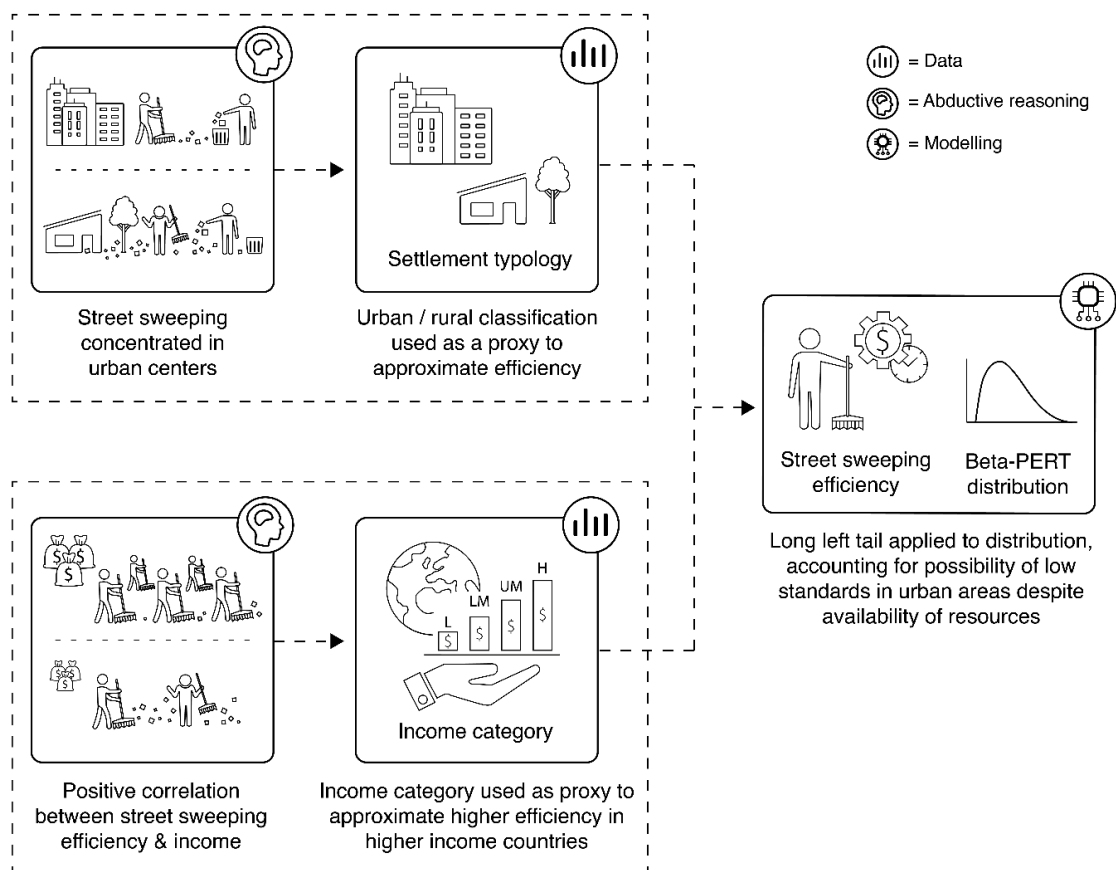 = Data
= Abductive reasoning
= Modelling
Settlement typology
Street sweeping
concentrated in
urban centers
Urban / rural classification
used as a proxy to
approximate efficiency
Street sweeping
efficiency
Beta-PERT
distribution
$
Long left tail applied to distribution,
accounting for possibility of low
standards in urban areas despite
availability of resources
$ $
$
$
L
LM
UM
H
$ $ $ $
Income category
Positive correlation
between street sweeping
efficiency & income
Income category used as proxy to
approximate higher efficiency in
higher income countries